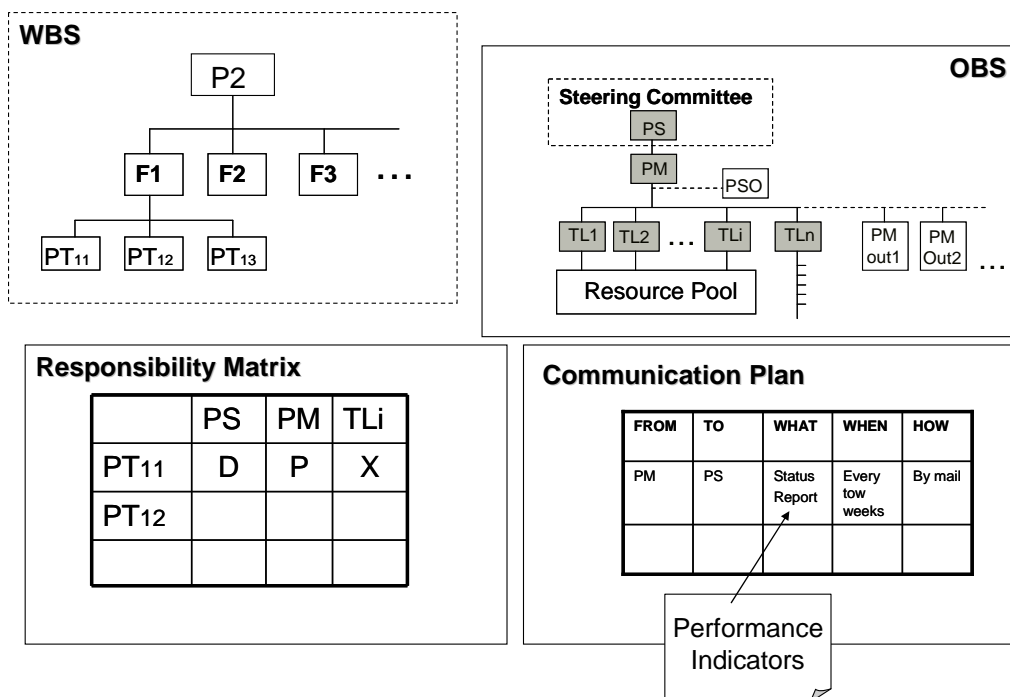 WBS
P2
F1 F2 F3 ...
PT11 PT12 PT13
OBS
Steering Committee
PS
PM
PSO
TL1 TL2 ... TLi TLn PM out1 PM Out2 ...
Resource Pool
Responsibility Matrix
PS PM TLi
PT11 D P X
PT12
Communication Plan
FROM TO WHAT WHEN HOW
PM PS Status Report Every tow weeks By mail
Performance
Indicators